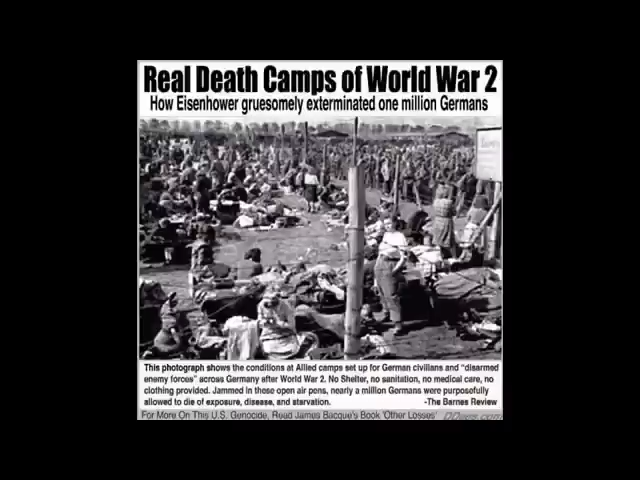 Real Death Camps of World War 2
How Eisenhower gruesomely exterminated one million Germans
This photograph shows the conditions at Allied camps set up for German civilians and "disarmed
enemy forces" across Germany after World War 2. No Shelter, no sanitation, no medical care, no
clothing provided. Jammed in these open air pens, nearly a million Germans were purposefully
allowed to die of exposure, disease, and starvation. -The Barnes Review
For More On This U.S. Genocide, Read James Bacque's Book 'Other Losses'